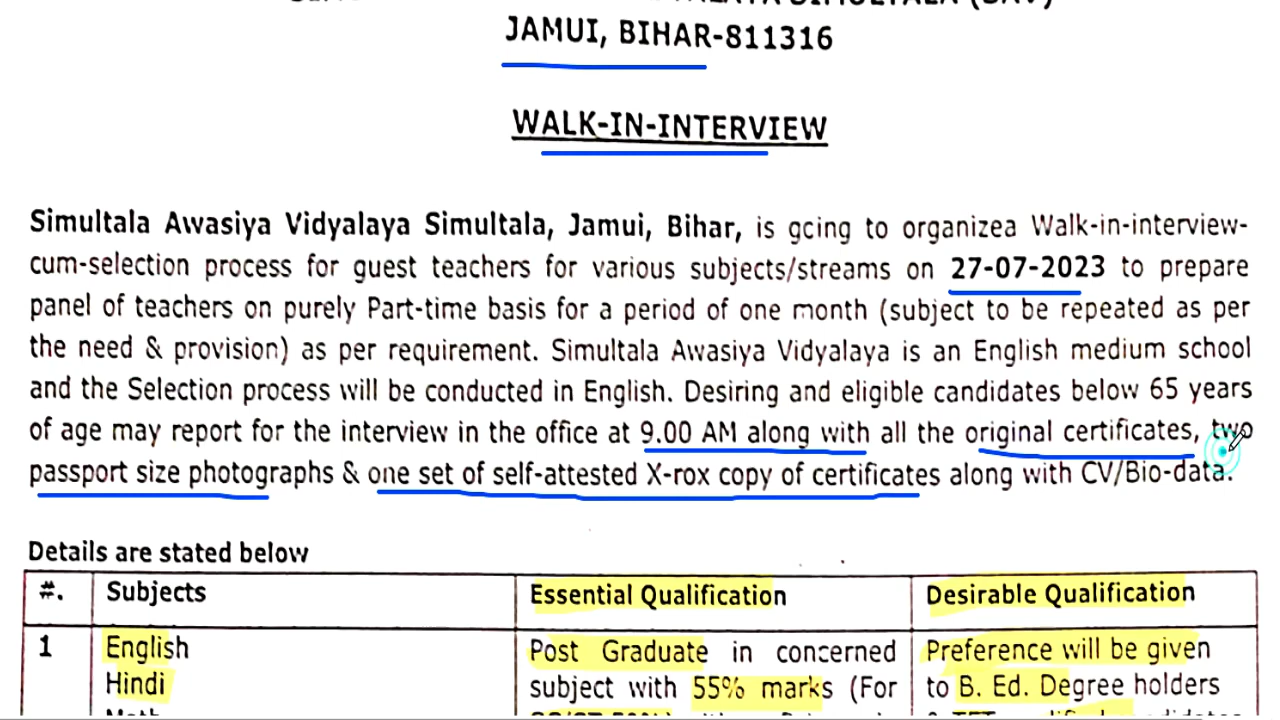 JAMUI, BIHAR-811316
WALK-IN-INTERVIEW
Simultala Awasiya Vidyalaya Simultala, Jamui, Bihar, is gcing to organizea Walk-in-interview-
cum-selection process for guest teachers for various subjects/streams on 27-07-2023 to prepare
panel of teachers on purely Part-time basis for a period of one month (subject to be repeated as per
the need & provision) as per requirement. Simultala Awasiya Vidyalaya is an English medium school
and the Selection process will be conducted in English. Desiring and eligible candidates below 65 years
of age may report for the interview in the office at 9.00 AM along with all the original certificates, two
passport size photographs & one set of self-attested X-rox copy of certificates along with CV/Bio-data.
Details are stated below
#. Subjects Essential Qualification Desirable Qualification
1 English Post Graduate in concerned Preference will be given
Hindi subject with 55% marks (For to B. Ed. Degree holders